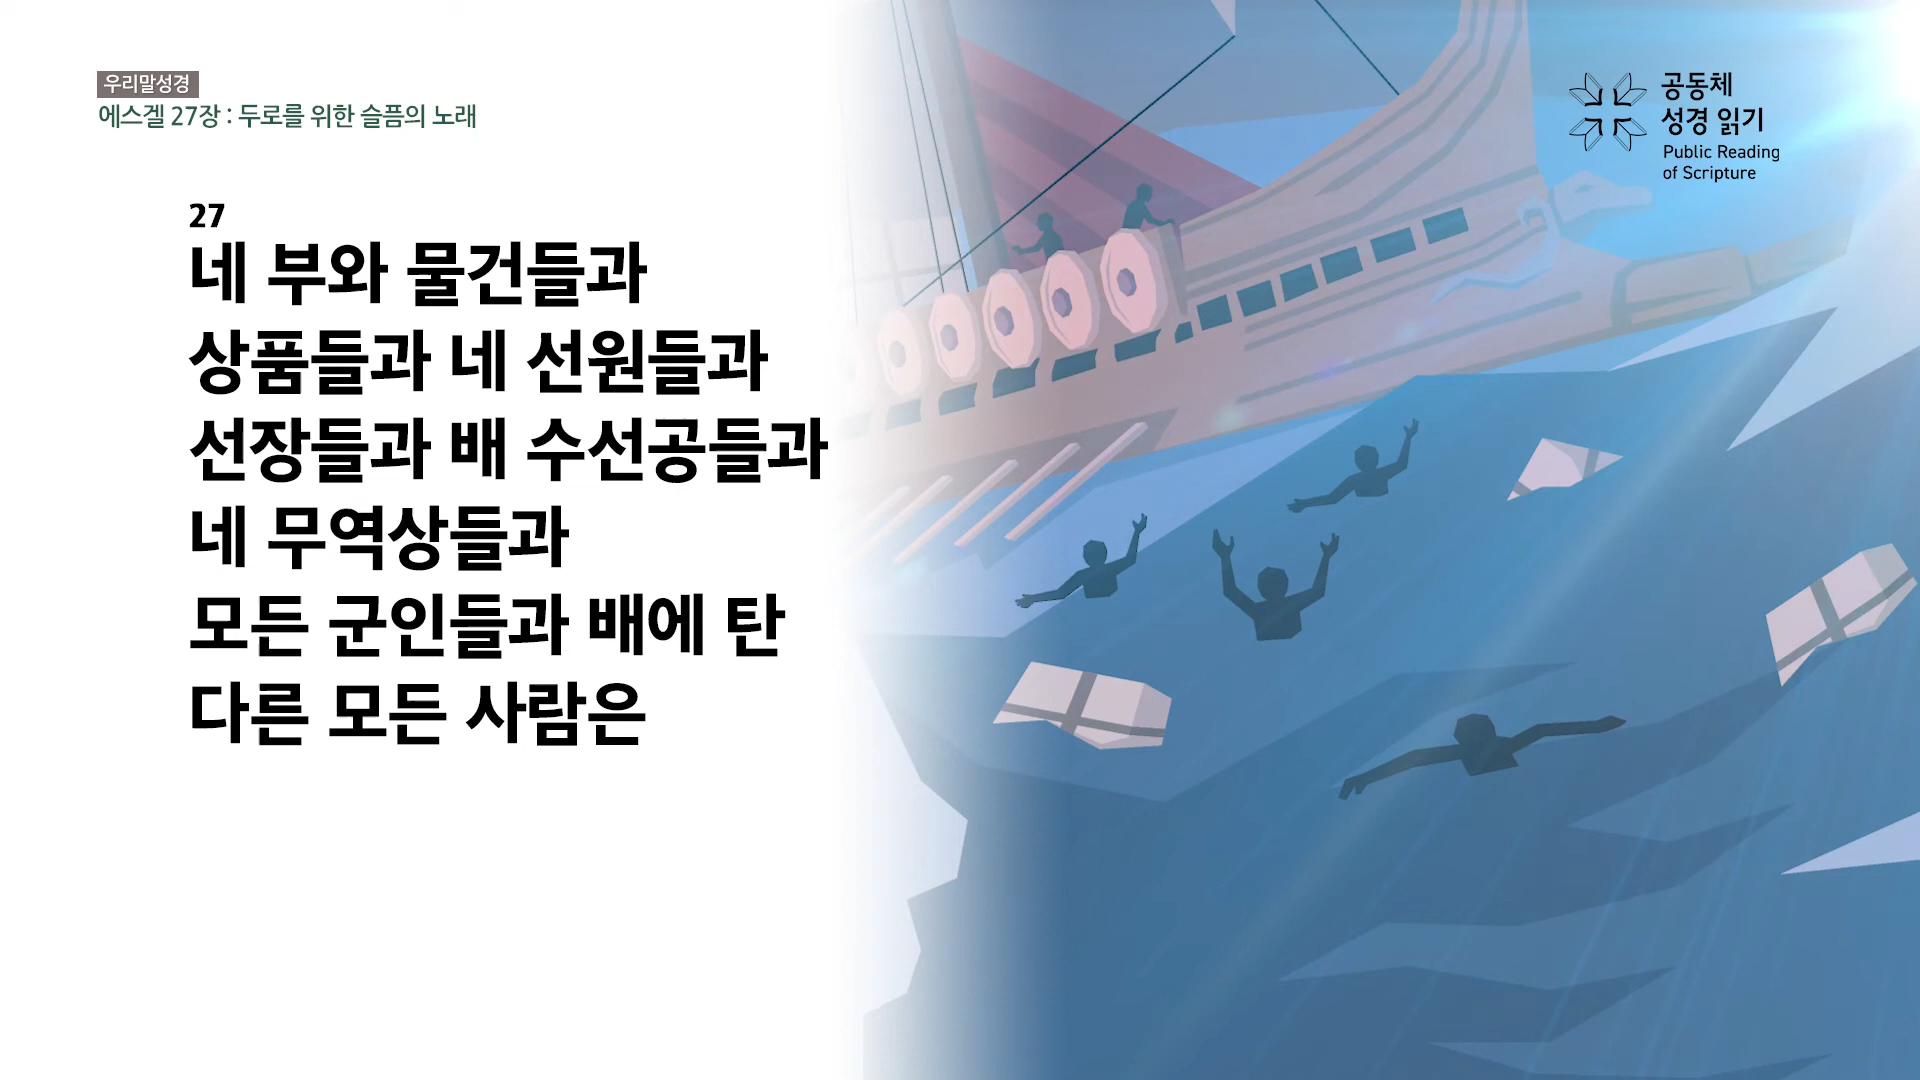 우리말성경
에스겔 27장 : 두로를 위한 슬픔의 노래
공동체
성경 읽기
Public Reading
of Scripture
27
네 부와 물건들과
상품들과 네 선원들과
선장들과 배 수선공들과
네 무역상들과
모든 군인들과 배에 탄
다른 모든 사람은